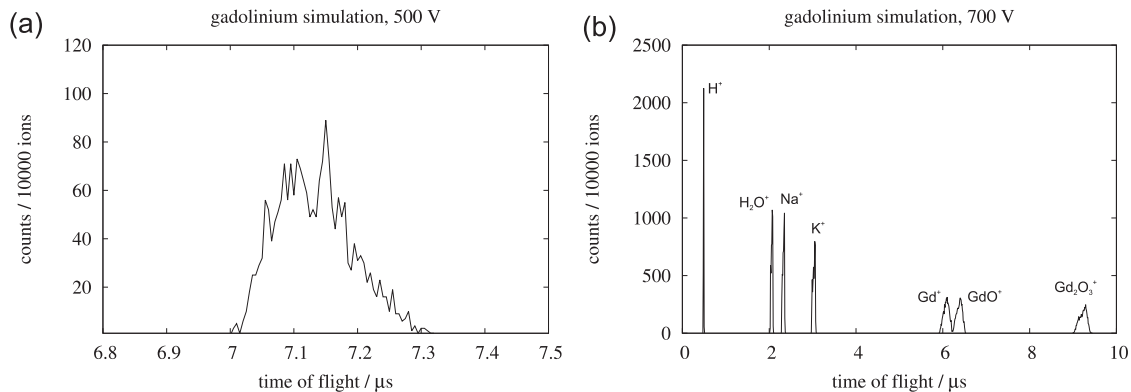 (a)
gadolinium simulation, 500 V
counts / 10000 ions
120
100
80
60
40
20
6.8 6.9 7 7.1 7.2 7.3 7.4 7.5
time of flight / μs
(b)
gadolinium simulation, 700 V
counts / 10000 ions
2500
2000
1500
1000
500
0
H⁺
H₂O⁺
Na⁺
K⁺
Gd⁺
GdO⁺
Gd₂O₃⁺
0 2 4 6 8 10
time of flight / μs